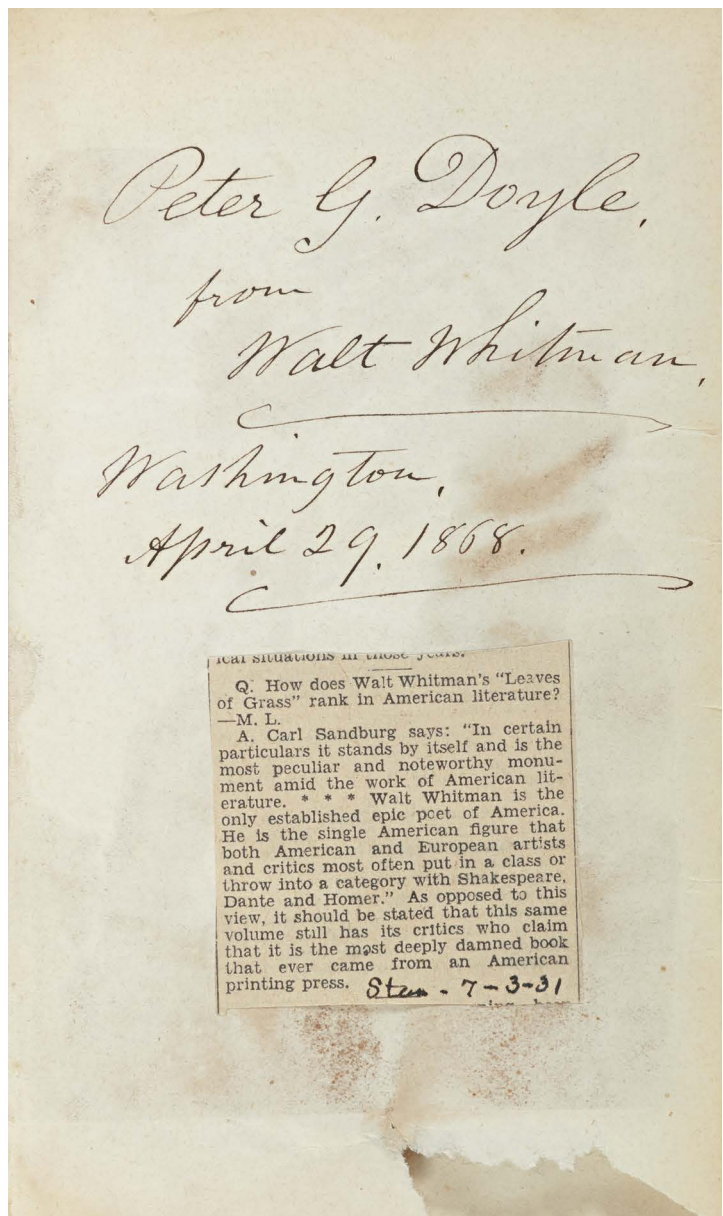 Peter G. Doyle,
from
Walt Whitman,
Washington,
April 29, 1868.
ical situations in those years.
Q. How does Walt Whitman's "Leaves
of Grass" rank in American literature?
—M. L.
A. Carl Sandburg says: "In certain
particulars it stands by itself and is the
most peculiar and noteworthy monu-
ment amid the work of American lit-
erature. * * * Walt Whitman is the
only established epic poet of America.
He is the single American figure that
both American and European artists
and critics most often put in a class or
throw into a category with Shakespeare,
Dante and Homer." As opposed to this
view, it should be stated that this same
volume still has its critics who claim
that it is the most deeply damned book
that ever came from an American
printing press. Star - 7-3-31